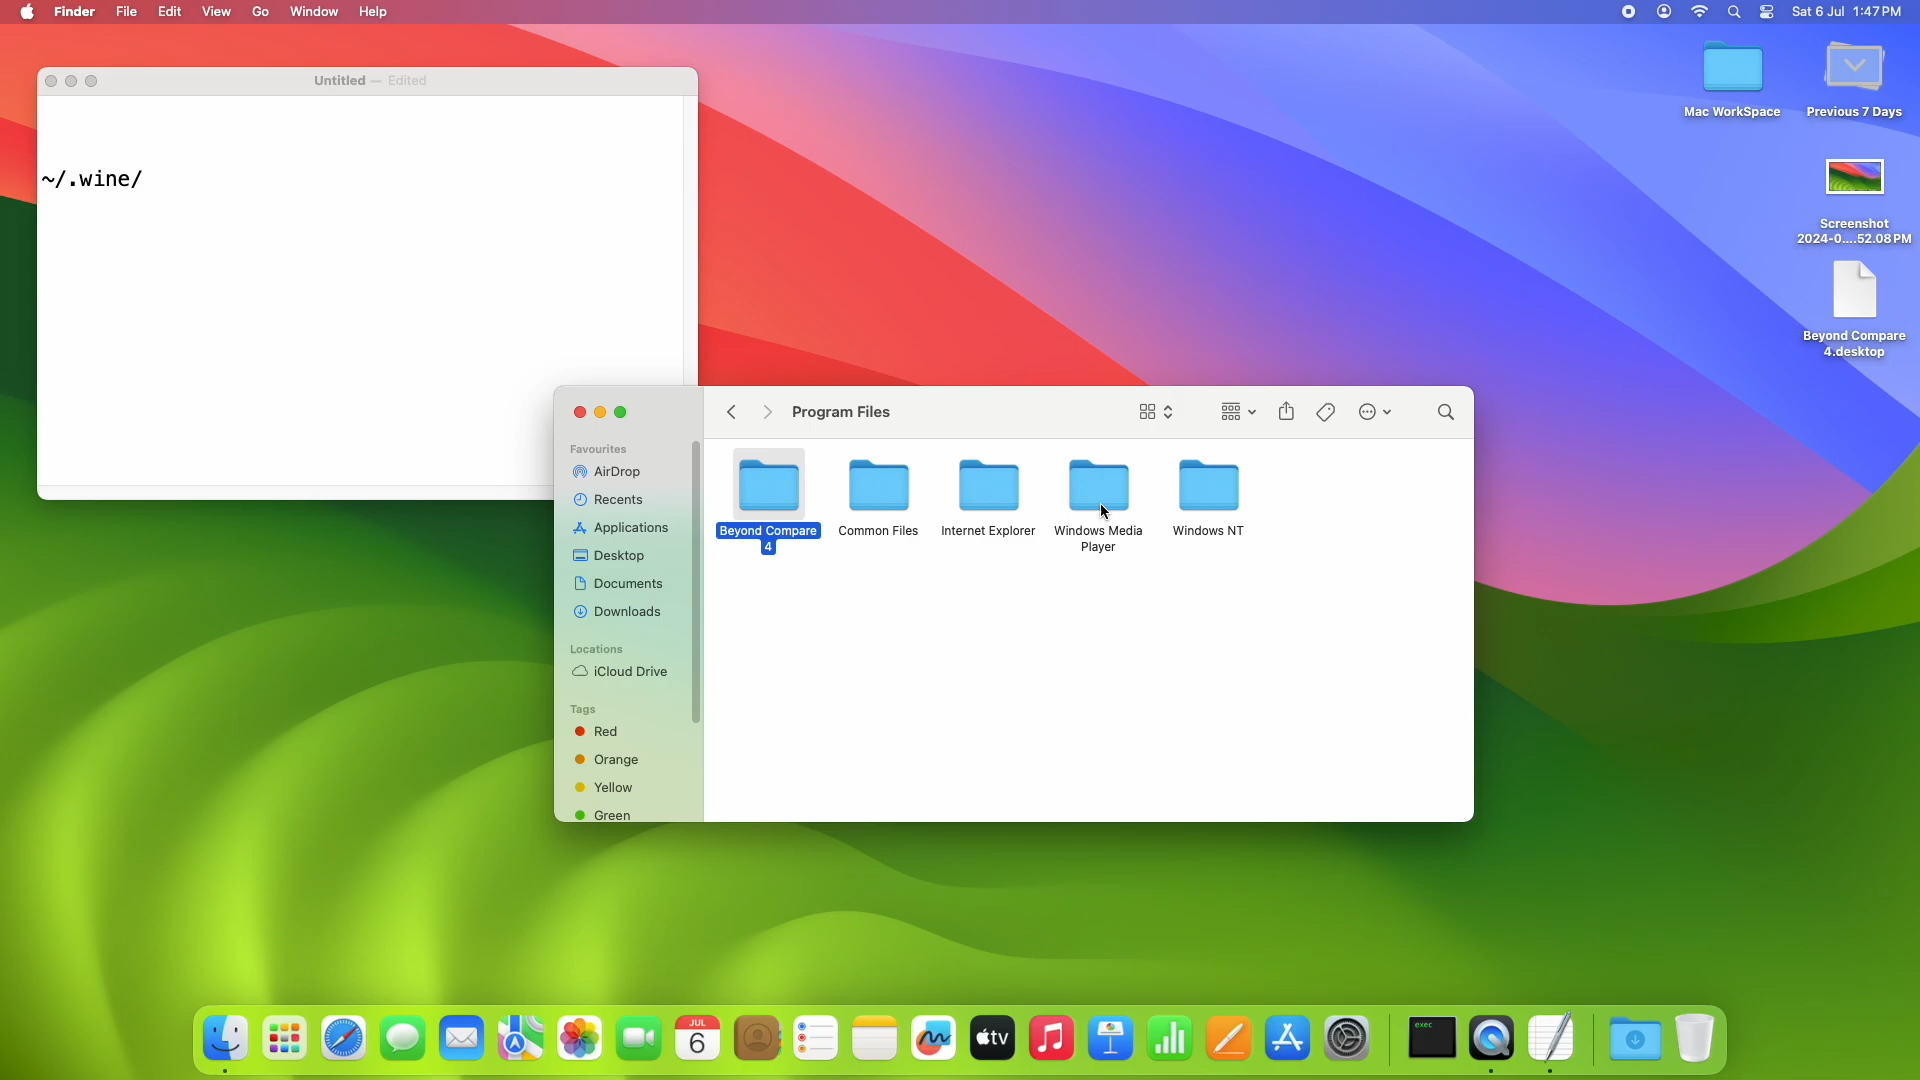 Finder File Edit View Go Window Help Sat 6 Jul 1:47 PM
Untitled — Edited
~/.wine/
Mac WorkSpace
Previous 7 Days
Screenshot
2024-0....52.08 PM
Beyond Compare
4.desktop
Program Files
Favourites
AirDrop
Recents
Applications
Desktop
Documents
Downloads
Locations
iCloud Drive
Tags
Red
Orange
Yellow
Green
Beyond Compare
4
Common Files
Internet Explorer
Windows Media
Player
Windows NT
JUL
6
tv
exec